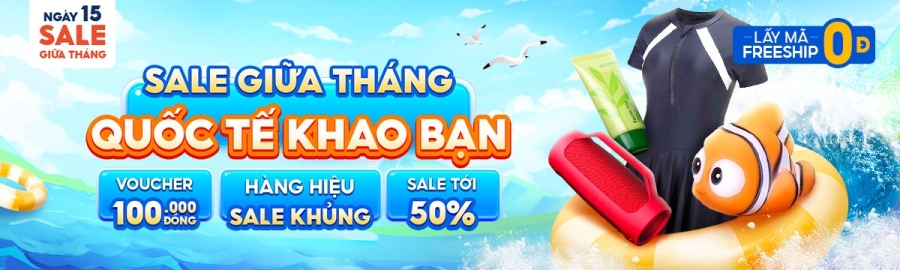 NGÀY 15
SALE
GIỮA THÁNG
LẤY MÃ
FREESHIP
0Đ
SALE GIỮA THÁNG
QUỐC TẾ KHAO BẠN
VOUCHER
100.000
ĐỒNG
HÀNG HIỆU
SALE KHỦNG
SALE TỚI
50%